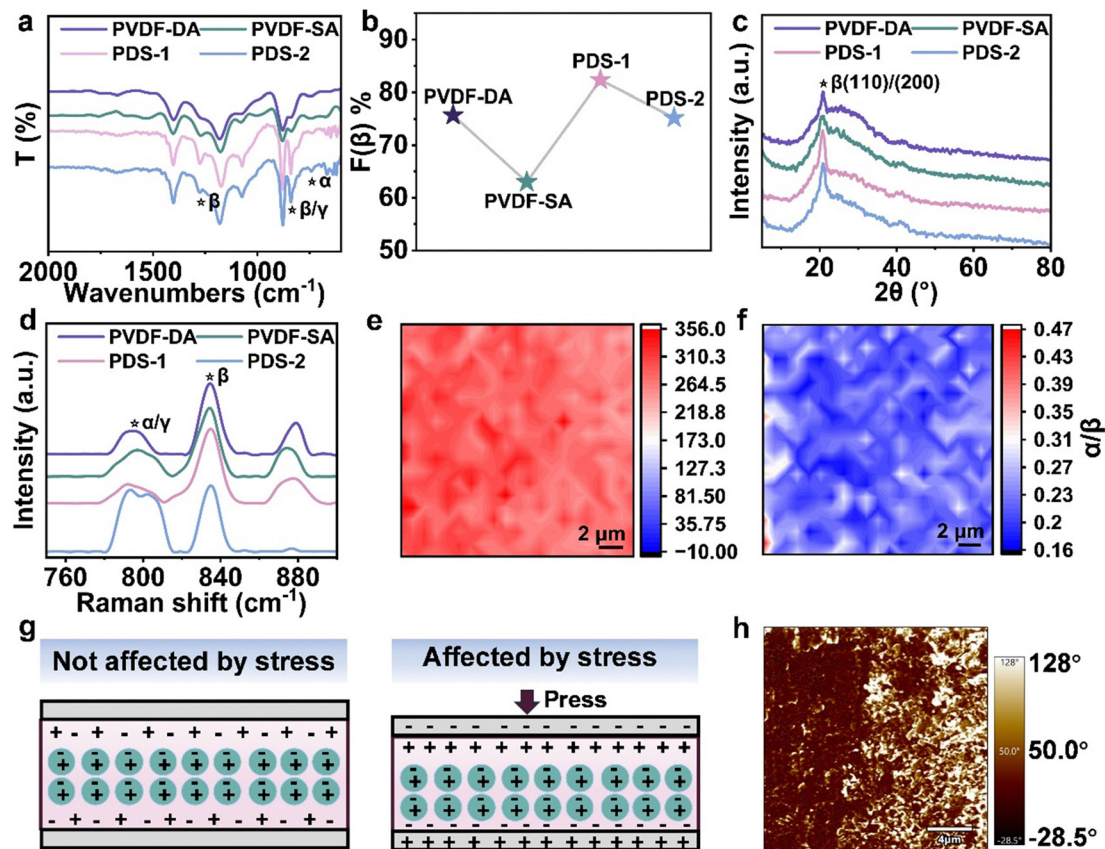 a
PVDF-DA PVDF-SA
PDS-1 PDS-2
T (%)
☆β
☆β/γ
☆α
2000 1500 1000
Wavenumbers (cm-1)
b
90
80
70
60
50
F(β) %
PVDF-DA
PVDF-SA
PDS-1
PDS-2
c
PVDF-DA PVDF-SA
PDS-1 PDS-2
☆β(110)/(200)
Intensity (a.u.)
20 40 60 80
2θ (°)
d
PVDF-DA PVDF-SA
PDS-1 PDS-2
☆β
☆α/γ
Intensity (a.u.)
760 800 840 880
Raman shift (cm-1)
e
356.0
310.3
264.5
218.8
173.0
127.3
81.50
35.75
−10.00
2 μm
f
0.47
0.43
0.39
0.35
0.31
0.27
0.23
0.2
0.16
α/β
2 μm
g
Not affected by stress
+ - + - + - + - + - +
- - - - - - - -
+ + + + + + + +
- - - - - - - -
+ + + + + + + +
- + - + - + - + - + -
Affected by stress
Press
- - - - - - - - - - -
+ + + + + + + + + + +
- - - - - - - -
+ + + + + + + +
- - - - - - - -
+ + + + + + + +
- - - - - - - - - - -
+ + + + + + + + + + +
h
128°
50.0°
-28.5°
128°
50.0°
-28.5°
4μm